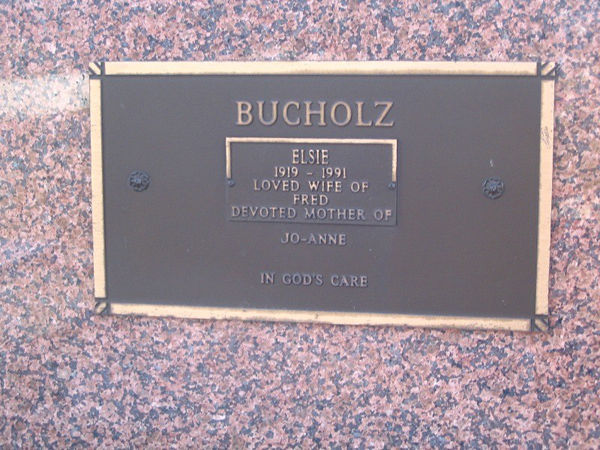 BUCHOLZ
ELSIE
1919 - 1991
LOVED WIFE OF
FRED
DEVOTED MOTHER OF
JO-ANNE
IN GOD'S CARE